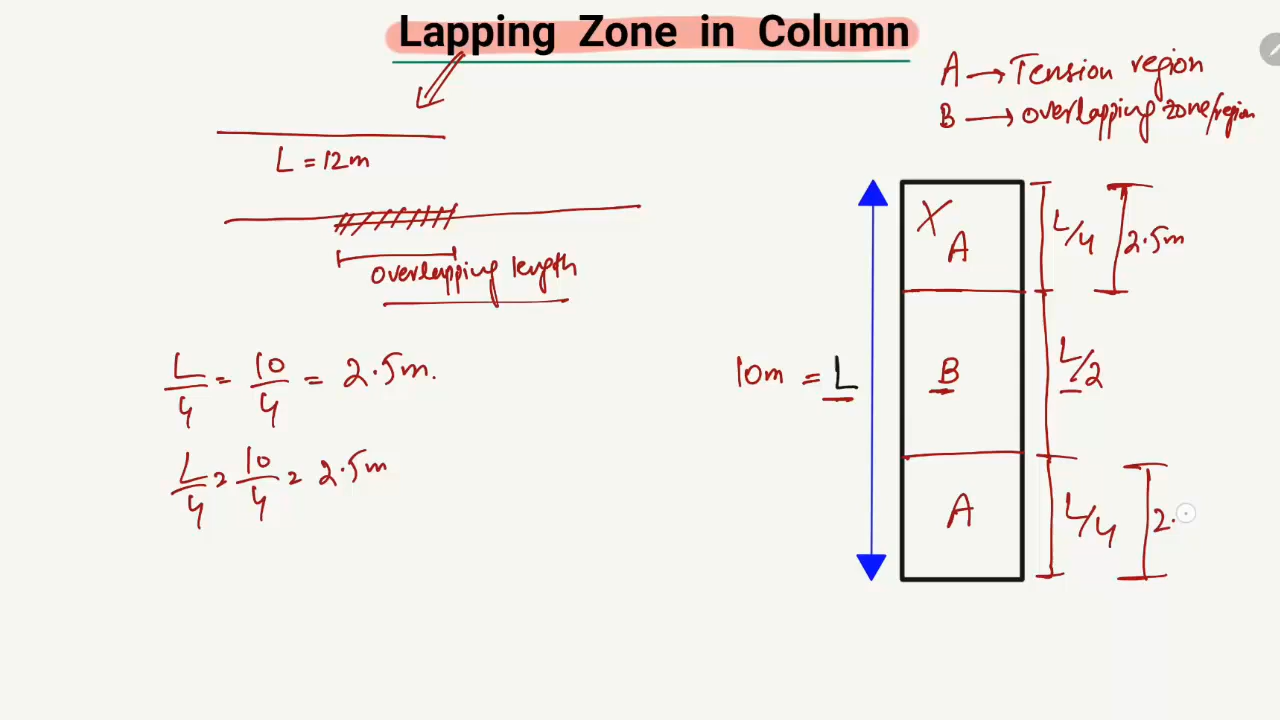 Lapping Zone in Column
A → Tension region
B → overlapping zone/region
L = 12m
overlapping length
X
A
L/4
2.5m
L/4 = 10/4 = 2.5m.
10m = L
B
L/2
L/4 = 10/4 = 2.5m
A
L/4
2.